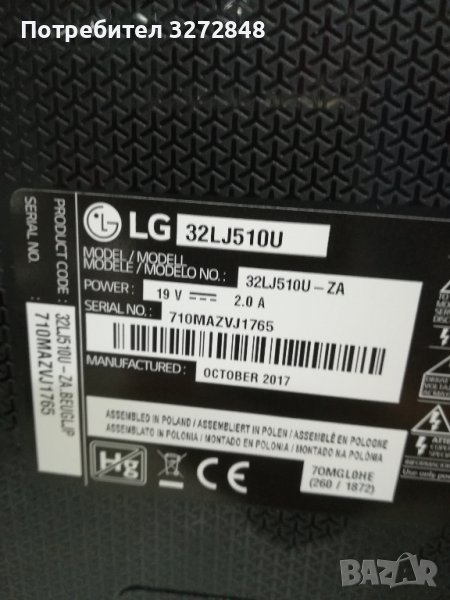 Потребител 3272848
LG 32LJ510U
MODEL / MODELL
MODÈLE / MODELO NO.: 32LJ510U-ZA
POWER: 19 V 2.0 A
SERIAL NO.: 710MAZVJ1765
MANUFACTURED: OCTOBER 2017
ASSEMBLED IN POLAND / ASSEMBLIERT IN POLEN / ASSEMBLÉ EN POLOGNE
ASSEMBLATO IN POLONIA / MONTADO EN POLONIA / MONTADO NA POLÓNIA
Hg
CE
70MGL0HE
(260 / 1872)
PRODUCT CODE: 32LJ510U-ZA.BEUGLJP
SERIAL NO. 710MAZVJ1765
BAZAR